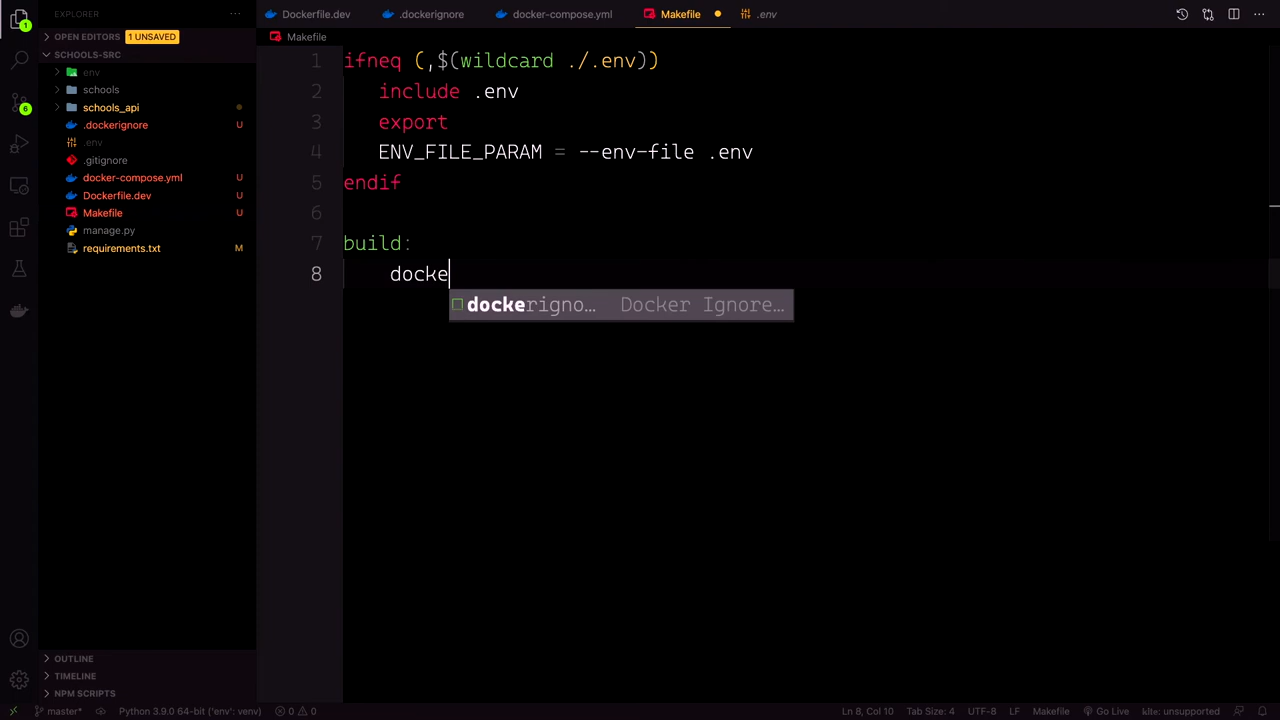 EXPLORER
Dockerfile.dev
.dockerignore
docker-compose.yml
Makefile
.env
OPEN EDITORS 1 UNSAVED
SCHOOLS-SRC
env
schools
schools_api
.dockerignore U
.env
.gitignore
docker-compose.yml U
Dockerfile.dev U
Makefile U
manage.py
requirements.txt M
1
6
Makefile
1 ifneq (,$(wildcard ./.env))
2 include .env
3 export
4 ENV_FILE_PARAM = --env-file .env
5 endif
6
7 build:
8 docke
dockerigno… Docker Ignore…
OUTLINE
TIMELINE
NPM SCRIPTS
master* Python 3.9.0 64-bit ('env': venv) 0 0 Ln 8, Col 10 Tab Size: 4 UTF-8 LF Makefile Go Live kite: unsupported